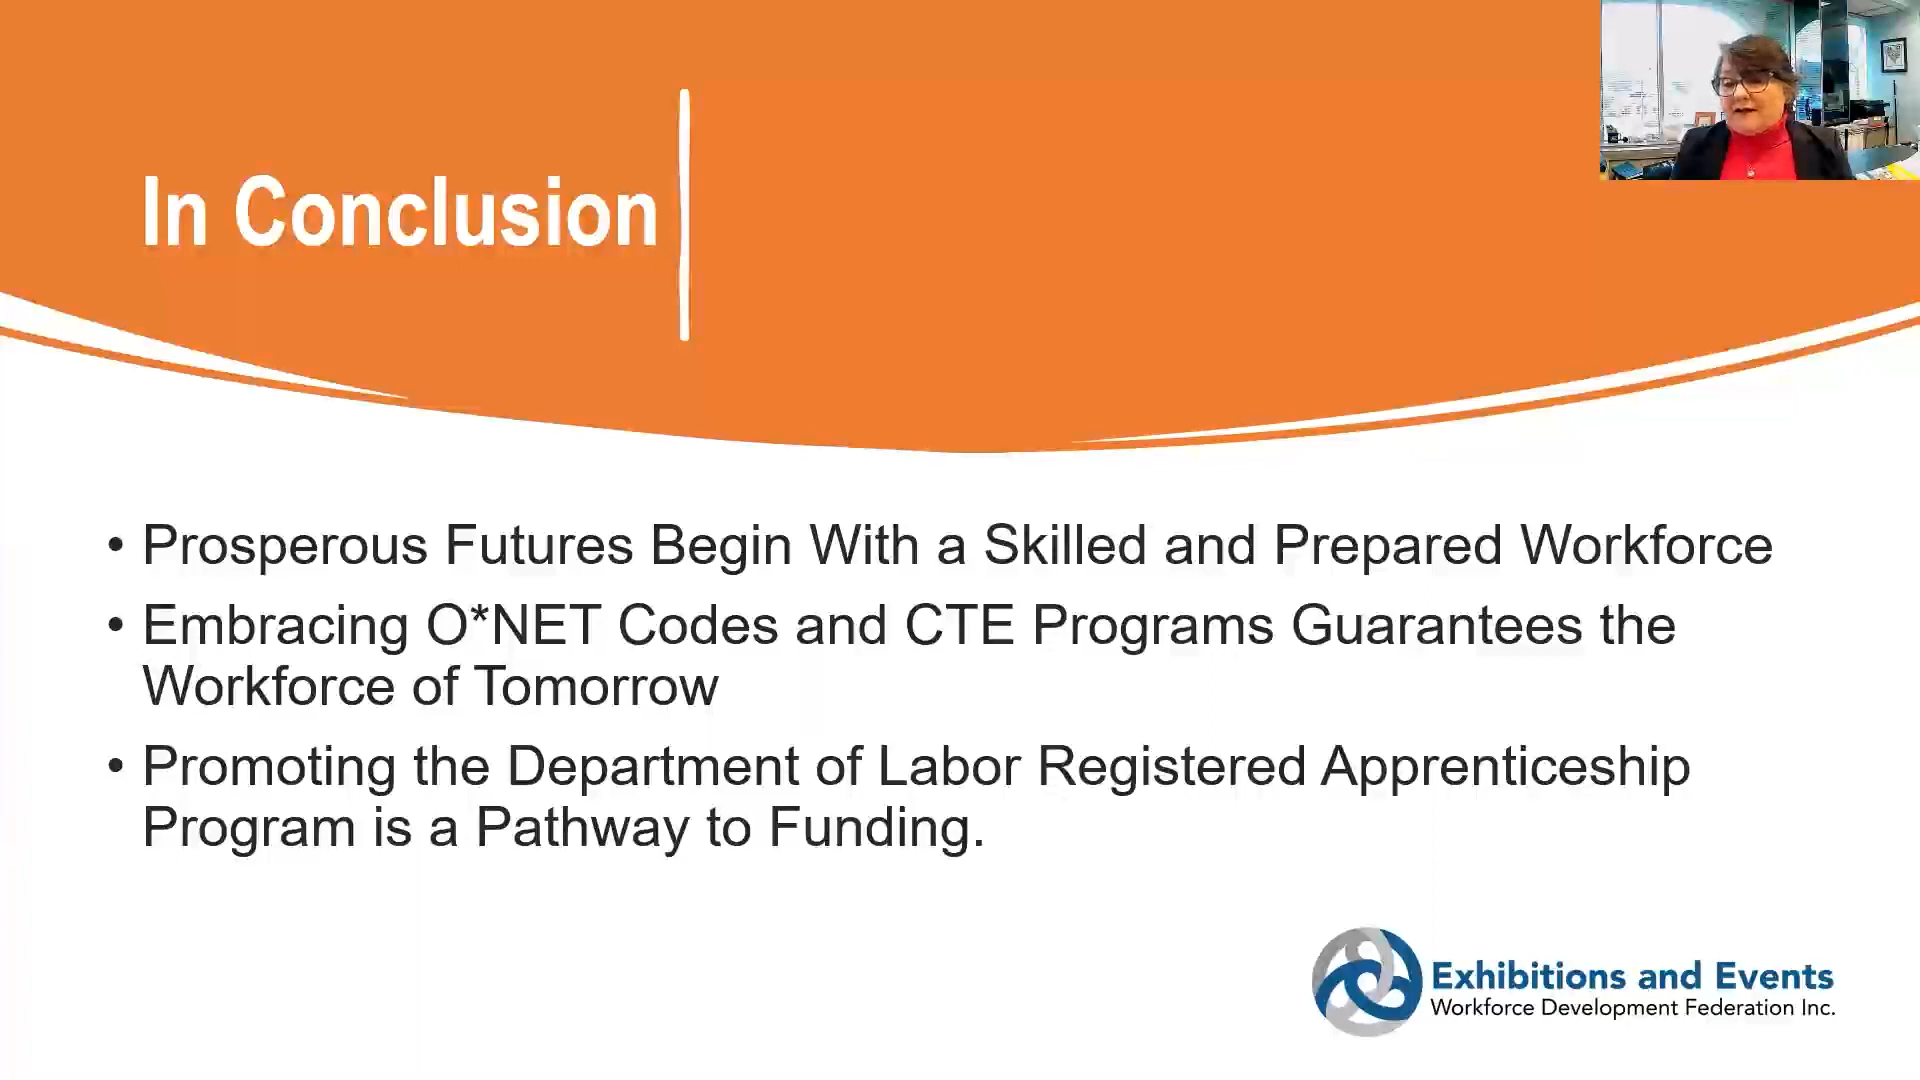 In Conclusion
• Prosperous Futures Begin With a Skilled and Prepared Workforce
• Embracing O*NET Codes and CTE Programs Guarantees the
Workforce of Tomorrow
• Promoting the Department of Labor Registered Apprenticeship
Program is a Pathway to Funding.
Exhibitions and Events
Workforce Development Federation Inc.